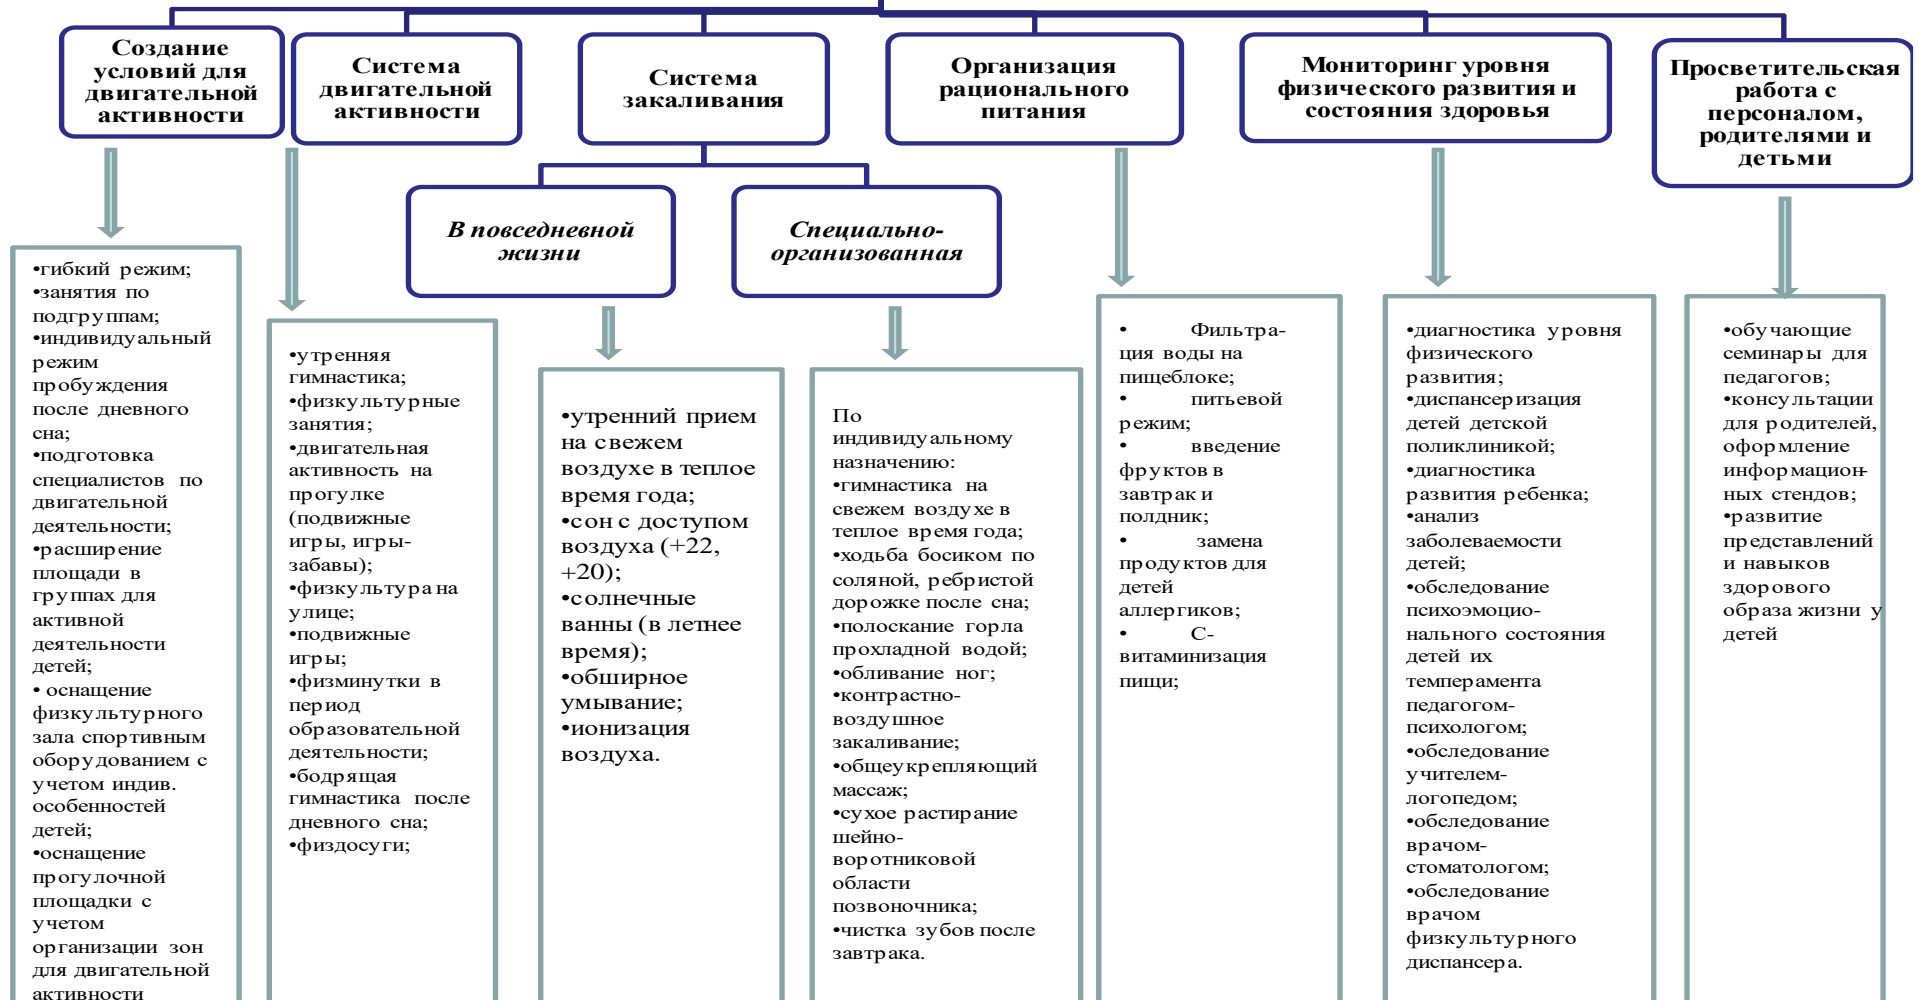 Создание
условий для
двигательной
активности
Система
двигательной
активности
Система
закаливания
Организация
рационального
питания
Мониторинг уровня
физического развития и
состояния здоровья
Просветительская
работа с
персоналом,
родителями и
детьми
В повседневной
жизни
Специально-
организованная
•гибкий режим;
•занятия по
подгруппам;
•индивидуальный
режим
пробуждения
после дневного
сна;
•подготовка
специалистов по
двигательной
деятельности;
•расширение
площади в
группах для
активной
деятельности
детей;
• оснащение
физкультурного
зала спортивным
оборудованием с
учетом индив.
особенностей
детей;
•оснащение
прогулочной
площадки с
учетом
организации зон
для двигательной
активности
•утренняя
гимнастика;
•физкультурные
занятия;
•двигательная
активность на
прогулке
(подвижные
игры, игры-
забавы);
•физкультура на
улице;
•подвижные
игры;
•физминутки в
период
образовательной
деятельности;
•бодрящая
гимнастика после
дневного сна;
•физдосуги;
•утренний прием
на свежем
воздухе в теплое
время года;
•сон с доступом
воздуха (+22,
+20);
•солнечные
ванны (в летнее
время);
•обширное
умывание;
•ионизация
воздуха.
По
индивидуальному
назначению:
•гимнастика на
свежем воздухе в
теплое время года;
•ходьба босиком по
соляной, ребристой
дорожке после сна;
•полоскание горла
прохладной водой;
•обливание ног;
•контрастно-
воздушное
закаливание;
•общеукрепляющий
массаж;
•сухое растирание
шейно-
воротниковой
области
позвоночника;
•чистка зубов после
завтрака.
• Фильтра-
ция воды на
пищеблоке;
• питьевой
режим;
• введение
фруктов в
завтрак и
полдник;
• замена
продуктов для
детей
аллергиков;
• С-
витаминизация
пищи;
•диагностика уровня
физического
развития;
•диспансеризация
детей детской
поликлиникой;
•диагностика
развития ребенка;
•анализ
заболеваемости
детей;
•обследование
психоэмоцио-
нального состояния
детей их
темперамента
педагогом-
психологом;
•обследование
учителем-
логопедом;
•обследование
врачом-
стоматологом;
•обследование
врачом
физкультурного
диспансера.
•обучающие
семинары для
педагогов;
•консультации
для родителей,
оформление
информацион-
ных стендов;
•развитие
представлений
и навыков
здорового
образа жизни у
детей